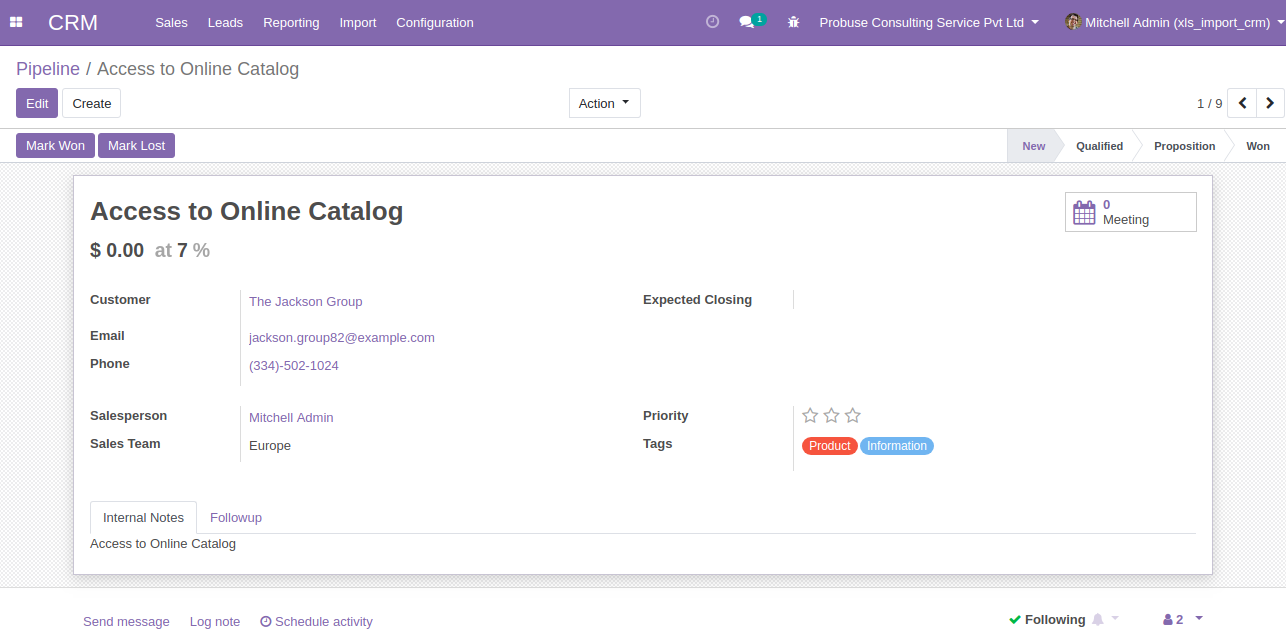 CRM Sales Leads Reporting Import Configuration 1 Probuse Consulting Service Pvt Ltd Mitchell Admin (xls_import_crm)
Pipeline / Access to Online Catalog
Edit Create Action 1 / 9
Mark Won Mark Lost New Qualified Proposition Won
Access to Online Catalog
0
Meeting
$ 0.00 at 7 %
Customer The Jackson Group Expected Closing
Email jackson.group82@example.com
Phone (334)-502-1024
Salesperson Mitchell Admin Priority
Sales Team Europe Tags Product Information
Internal Notes Followup
Access to Online Catalog
Send message Log note Schedule activity Following 2